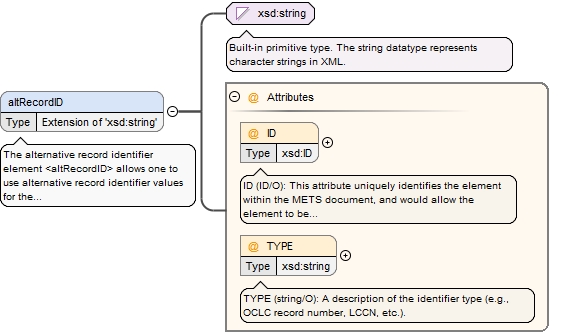 xsd:string
Built-in primitive type. The string datatype represents
character strings in XML.
altRecordID
Type Extension of 'xsd:string'
The alternative record identifier
element <altRecordID> allows one to
use alternative record identifier values
for the...
@ Attributes
@ ID
Type xsd:ID
ID (ID/O): This attribute uniquely identifies the element
within the METS document, and would allow the
element to be...
@ TYPE
Type xsd:string
TYPE (string/O): A description of the identifier type (e.g.,
OCLC record number, LCCN, etc.).